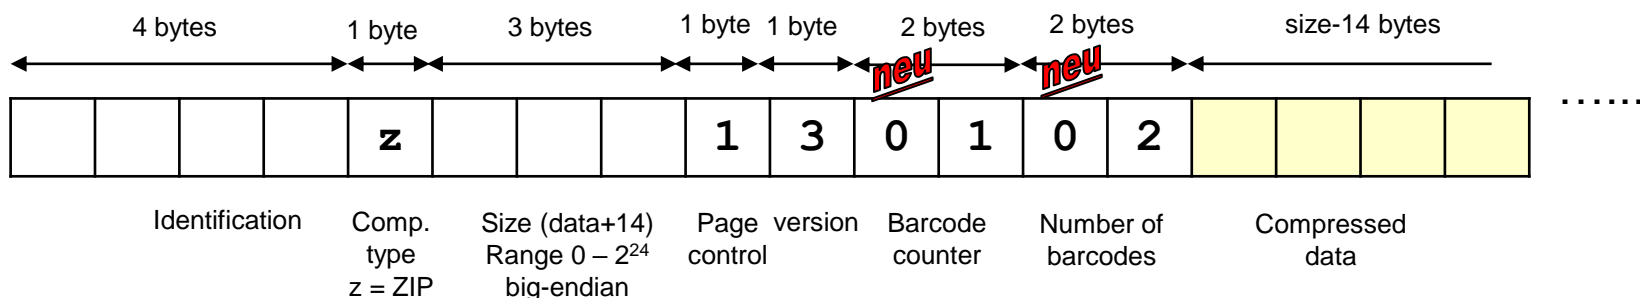 4 bytes 1 byte 3 bytes 1 byte 1 byte 2 bytes 2 bytes size-14 bytes
neu neu
z 1 3 0 1 0 2 ......
Identification Comp. Size (data+14) Page version Barcode Number of Compressed
type Range 0 – 2²⁴ control counter barcodes data
z = ZIP big-endian